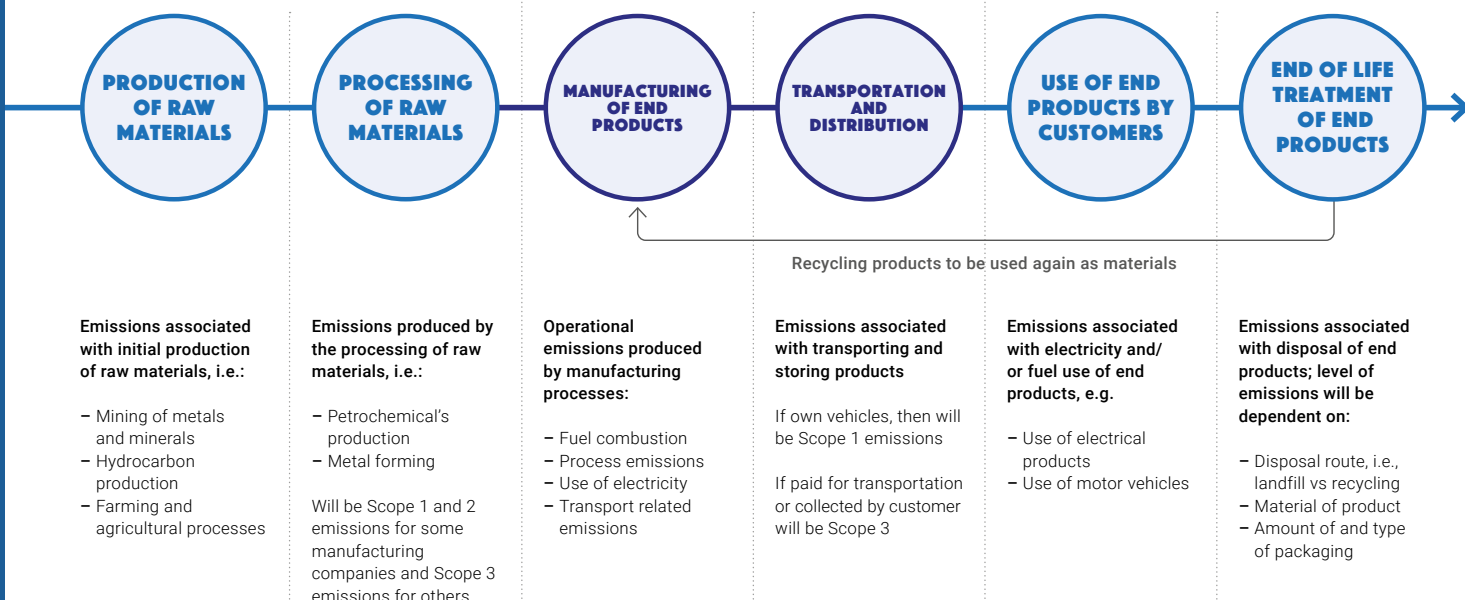 PRODUCTION
OF RAW
MATERIALS
PROCESSING
OF RAW
MATERIALS
MANUFACTURING
OF END
PRODUCTS
TRANSPORTATION
AND
DISTRIBUTION
USE OF END
PRODUCTS BY
CUSTOMERS
END OF LIFE
TREATMENT
OF END
PRODUCTS
Recycling products to be used again as materials
Emissions associated
with initial production
of raw materials, i.e.:
– Mining of metals
and minerals
– Hydrocarbon
production
– Farming and
agricultural processes
Emissions produced by
the processing of raw
materials, i.e.:
– Petrochemical's
production
– Metal forming
Will be Scope 1 and 2
emissions for some
manufacturing
companies and Scope 3
emissions for others
Operational
emissions produced
by manufacturing
processes:
– Fuel combustion
– Process emissions
– Use of electricity
– Transport related
emissions
Emissions associated
with transporting and
storing products
If own vehicles, then will
be Scope 1 emissions
If paid for transportation
or collected by customer
will be Scope 3
Emissions associated
with electricity and/
or fuel use of end
products, e.g.
– Use of electrical
products
– Use of motor vehicles
Emissions associated
with disposal of end
products; level of
emissions will be
dependent on:
– Disposal route, i.e.,
landfill vs recycling
– Material of product
– Amount of and type
of packaging